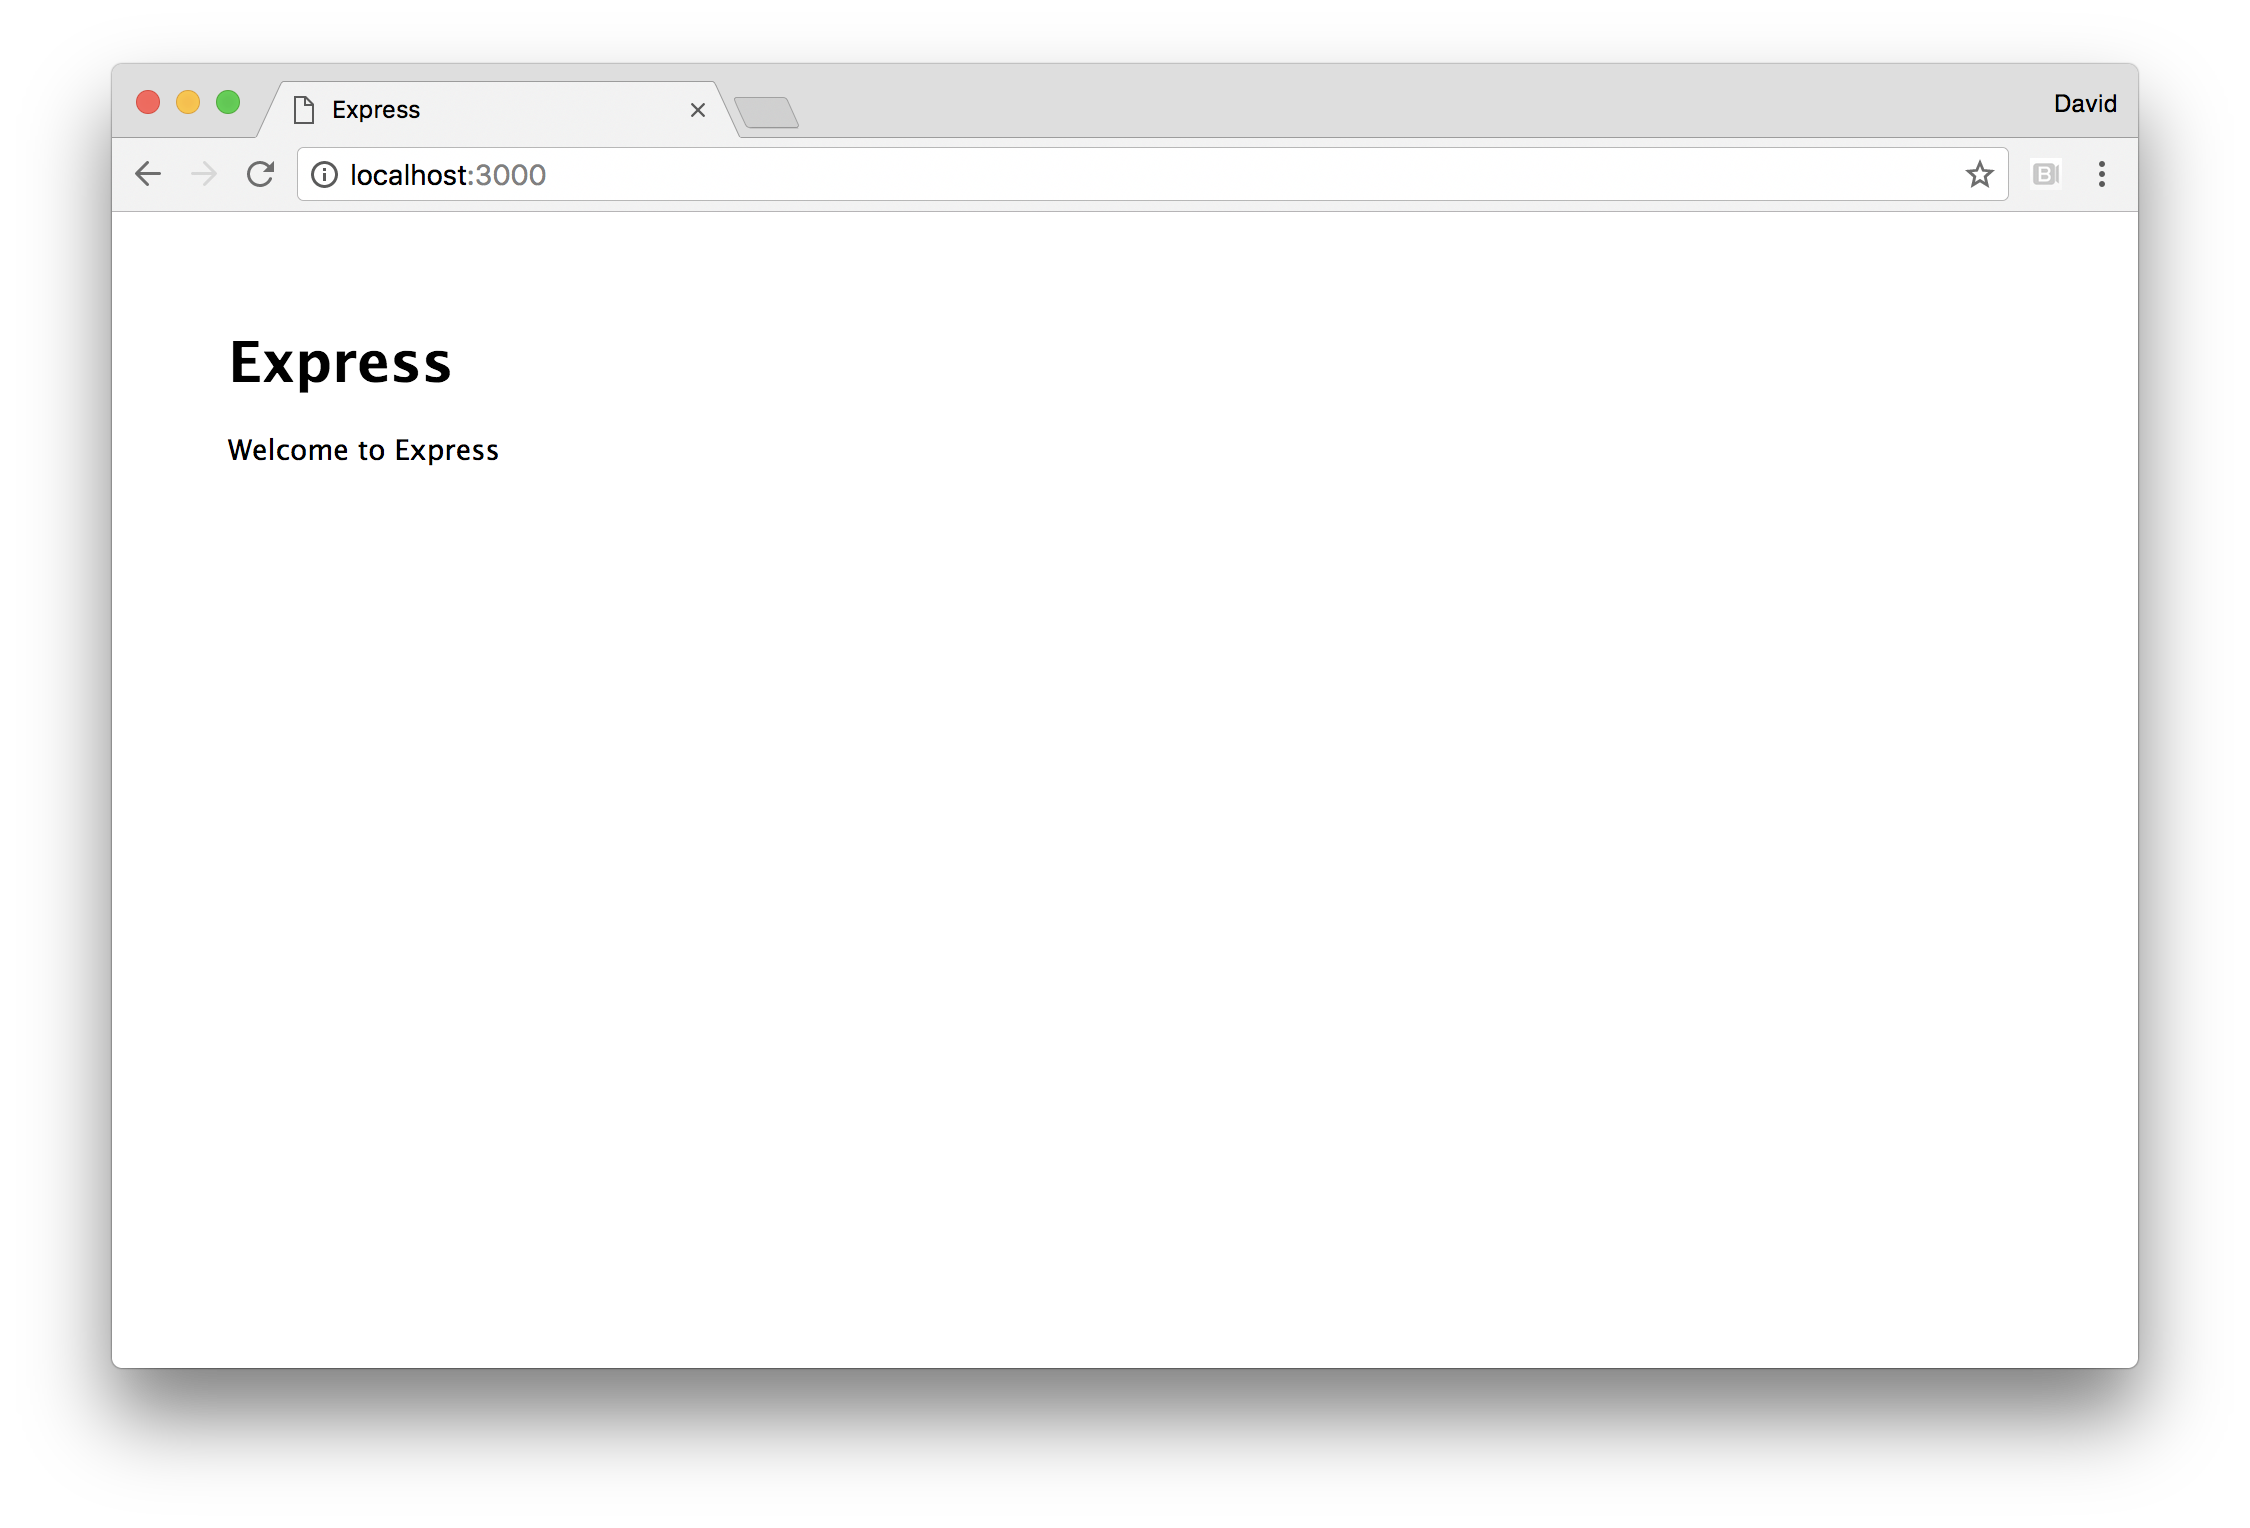 Express
David
localhost:3000
B
Express
Welcome to Express